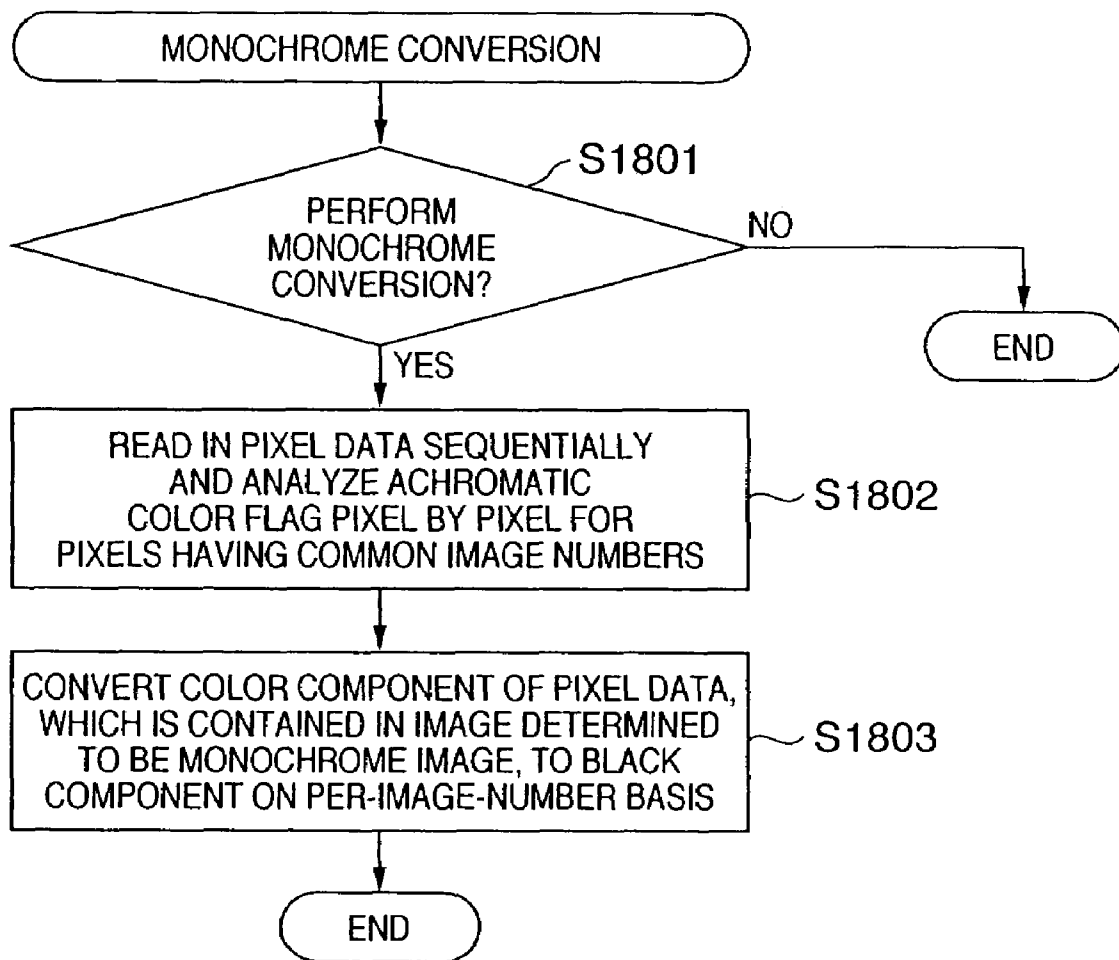 MONOCHROME CONVERSION
S1801
PERFORM
MONOCHROME
CONVERSION?
NO
END
YES
READ IN PIXEL DATA SEQUENTIALLY
AND ANALYZE ACHROMATIC
COLOR FLAG PIXEL BY PIXEL FOR
PIXELS HAVING COMMON IMAGE NUMBERS
S1802
CONVERT COLOR COMPONENT OF PIXEL DATA,
WHICH IS CONTAINED IN IMAGE DETERMINED
TO BE MONOCHROME IMAGE, TO BLACK
COMPONENT ON PER-IMAGE-NUMBER BASIS
S1803
END